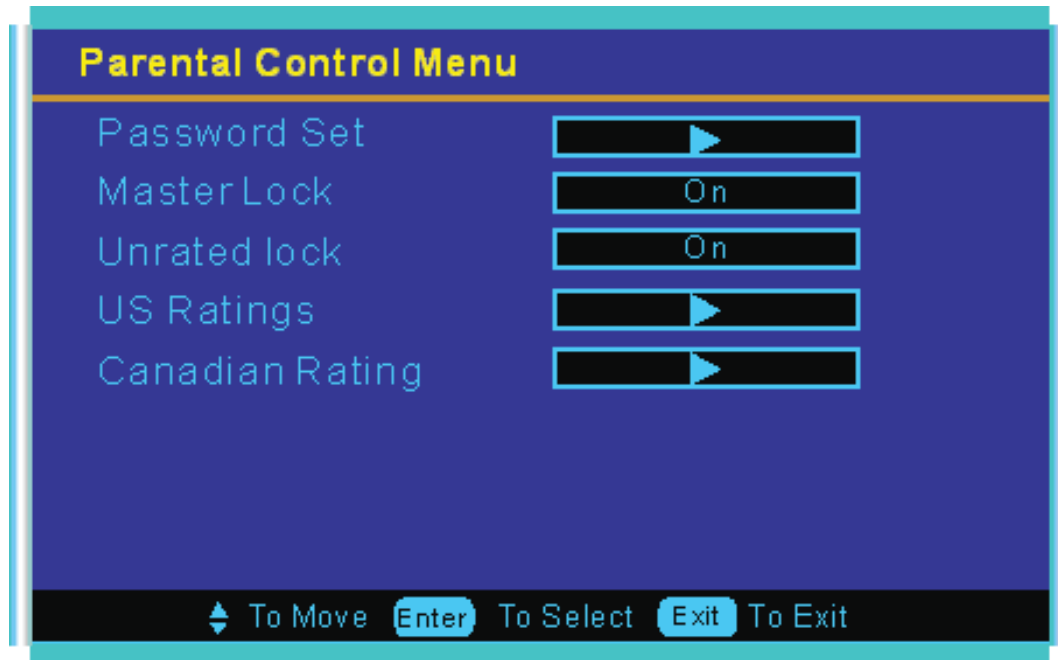 Parental Control Menu
Password Set
Master Lock On
Unrated lock On
US Ratings
Canadian Rating
To Move Enter To Select Exit To Exit